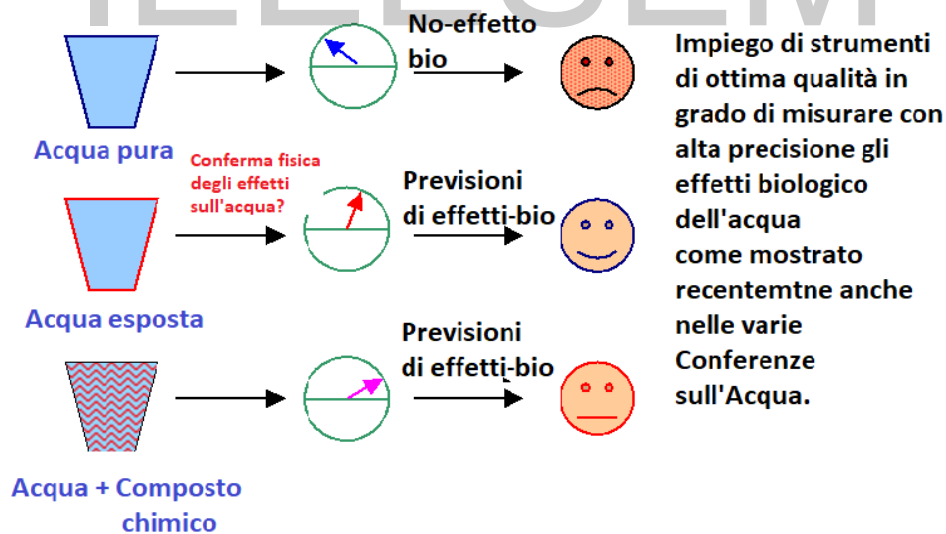 No-effetto
bio
Acqua pura
Conferma fisica
degli effetti
sull'acqua?
Previsioni
di effetti-bio
Acqua esposta
Previsioni
di effetti-bio
Acqua + Composto
chimico
Impiego di strumenti
di ottima qualità in
grado di misurare con
alta precisione gli
effetti biologico
dell'acqua
come mostrato
recentemtne anche
nelle varie
Conferenze
sull'Acqua.